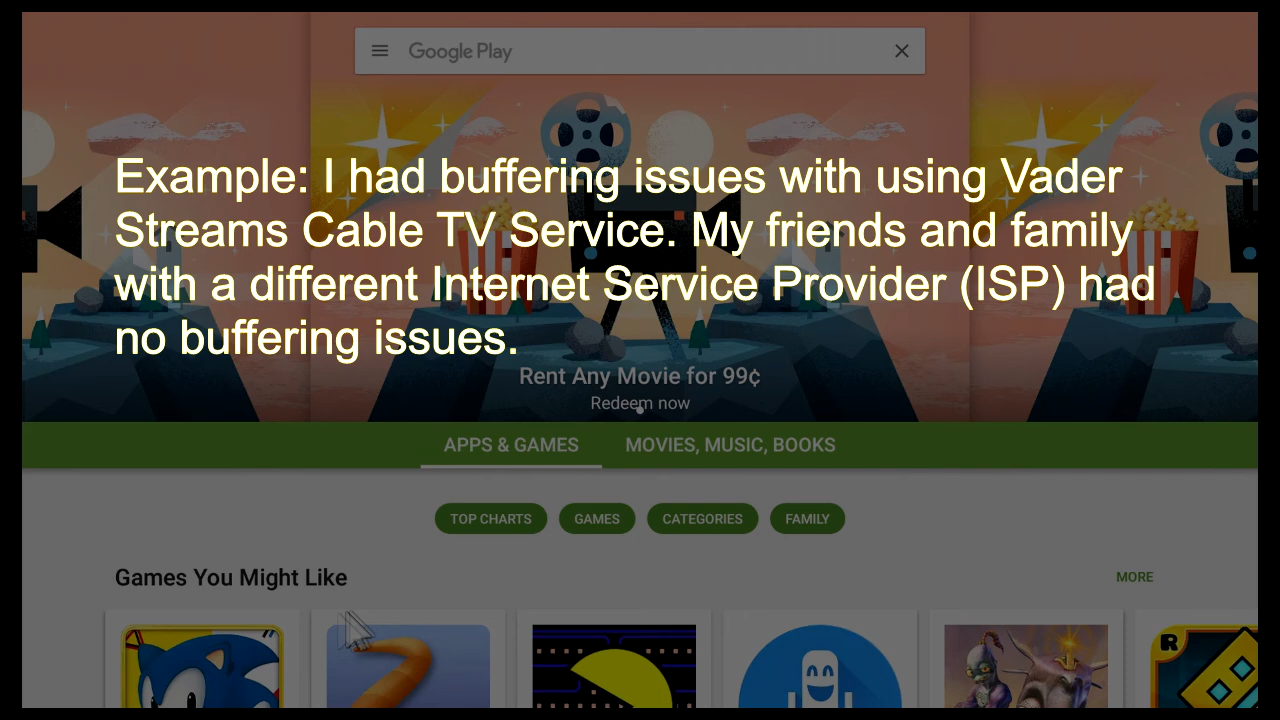 Google Play
Example: I had buffering issues with using Vader
Streams Cable TV Service. My friends and family
with a different Internet Service Provider (ISP) had
no buffering issues.
Rent Any Movie for 99¢
Redeem now
APPS & GAMES MOVIES, MUSIC, BOOKS
TOP CHARTS GAMES CATEGORIES FAMILY
Games You Might Like MORE
R